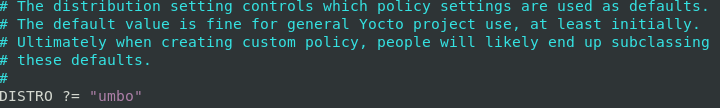 # The distribution setting controls which policy settings are used as defaults.
# The default value is fine for general Yocto project use, at least initially.
# Ultimately when creating custom policy, people will likely end up subclassing
# these defaults.
#
DISTRO ?= "umbo"